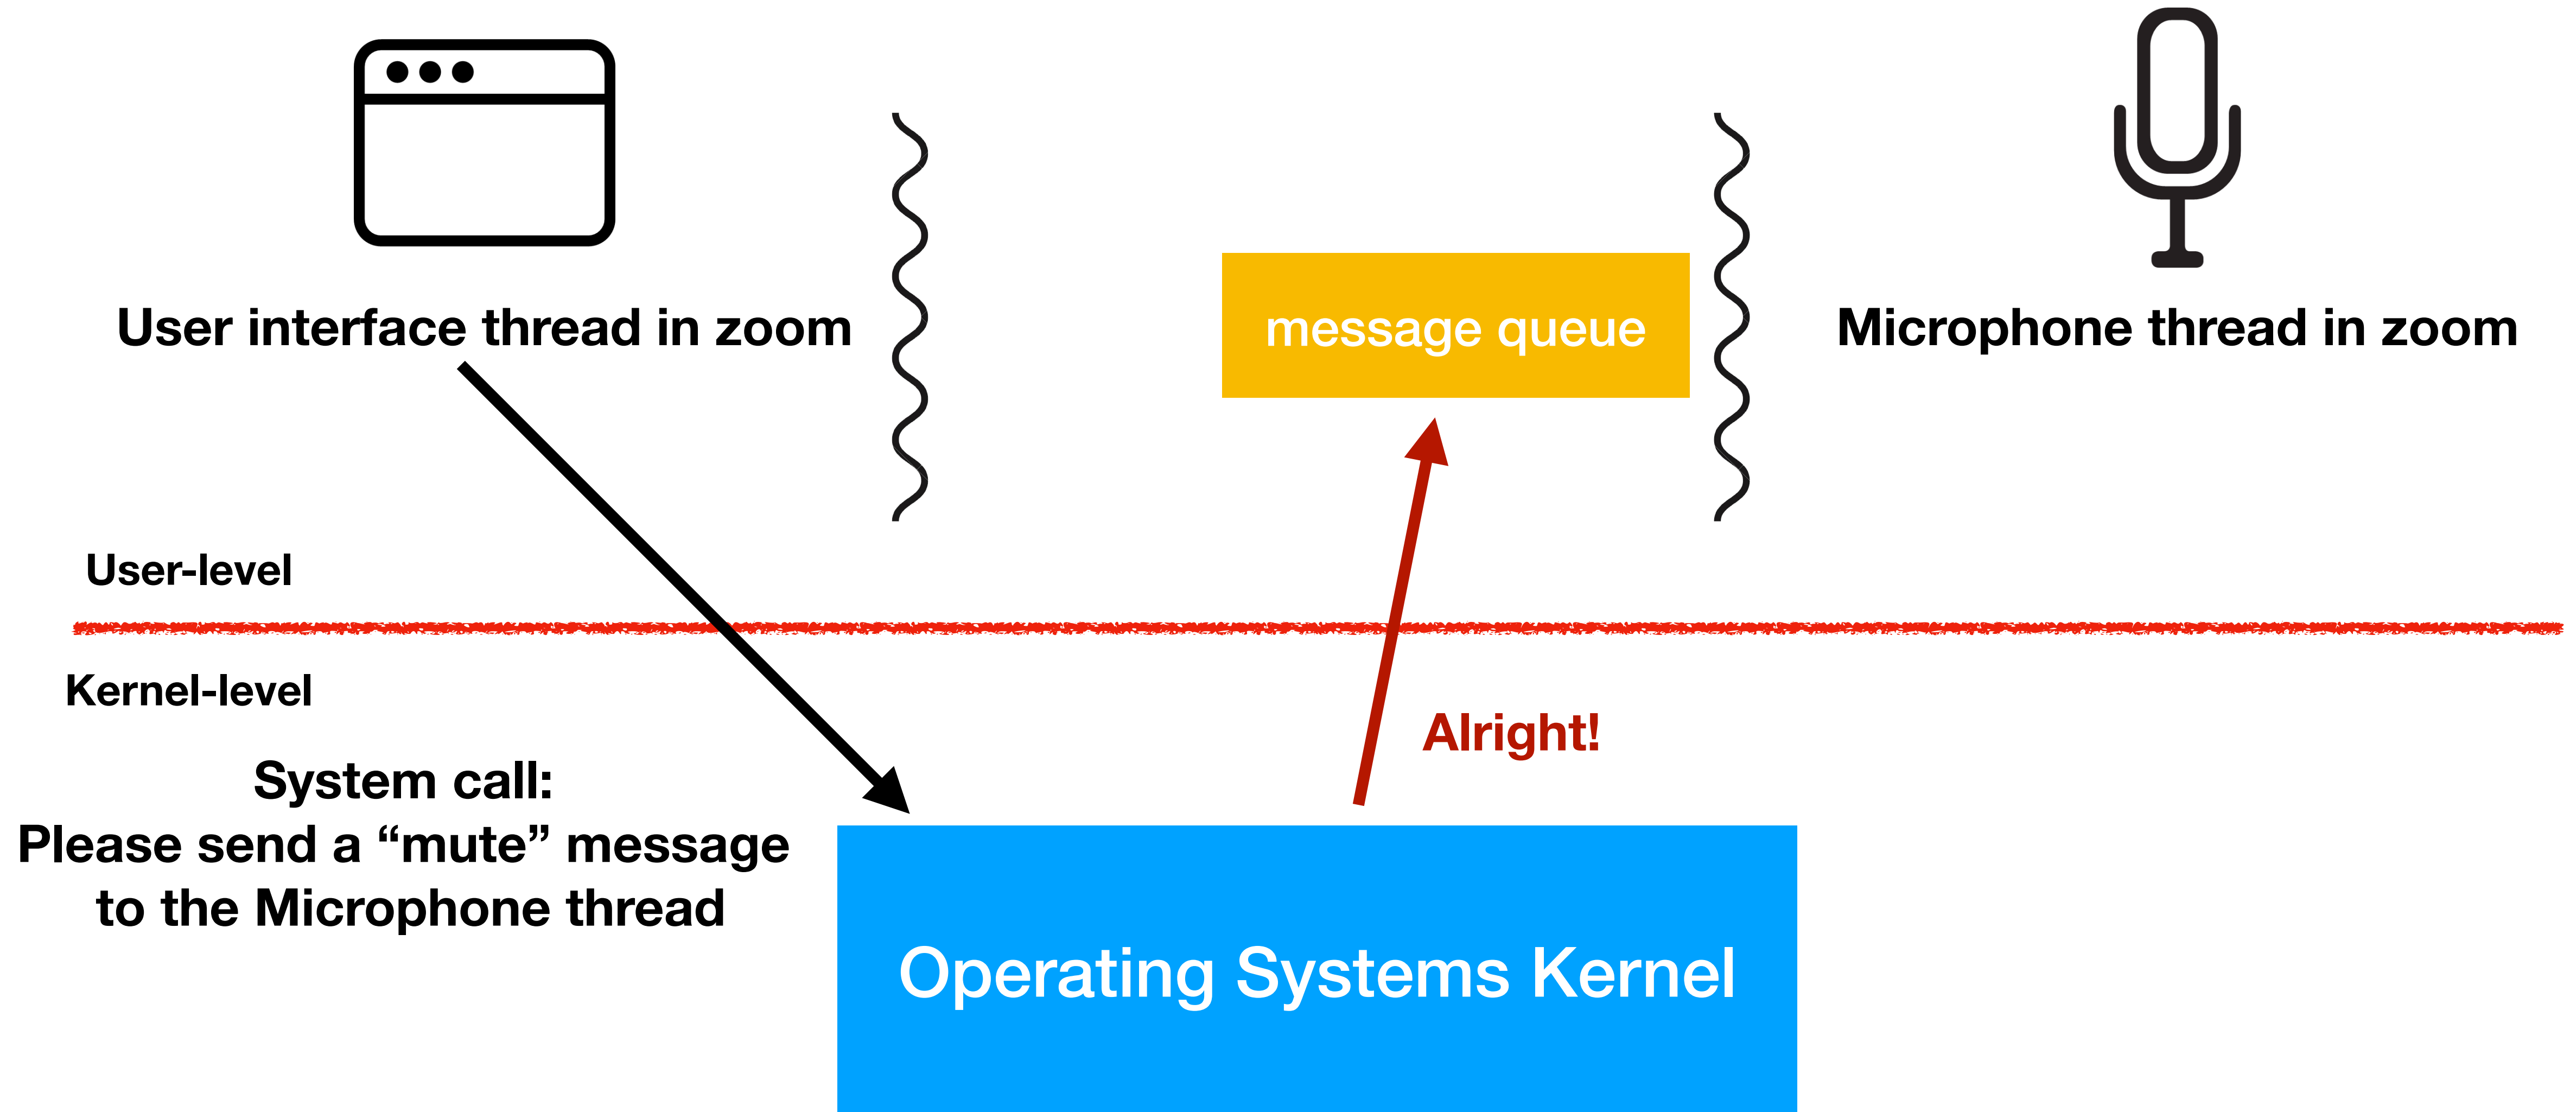 User interface thread in zoom
message queue
Microphone thread in zoom
User-level
Kernel-level
System call:
Please send a “mute” message
to the Microphone thread
Alright!
Operating Systems Kernel